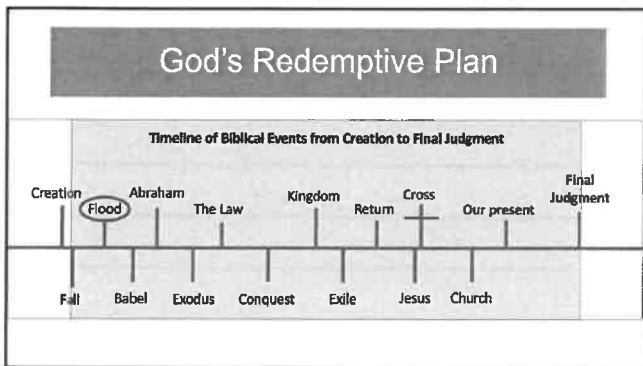 God's Redemptive Plan
Timeline of Biblical Events from Creation to Final Judgment
Creation
Flood
Abraham
The Law
Kingdom
Return
Cross
Our present
Final
Judgment
Fall
Babel
Exodus
Conquest
Exile
Jesus
Church